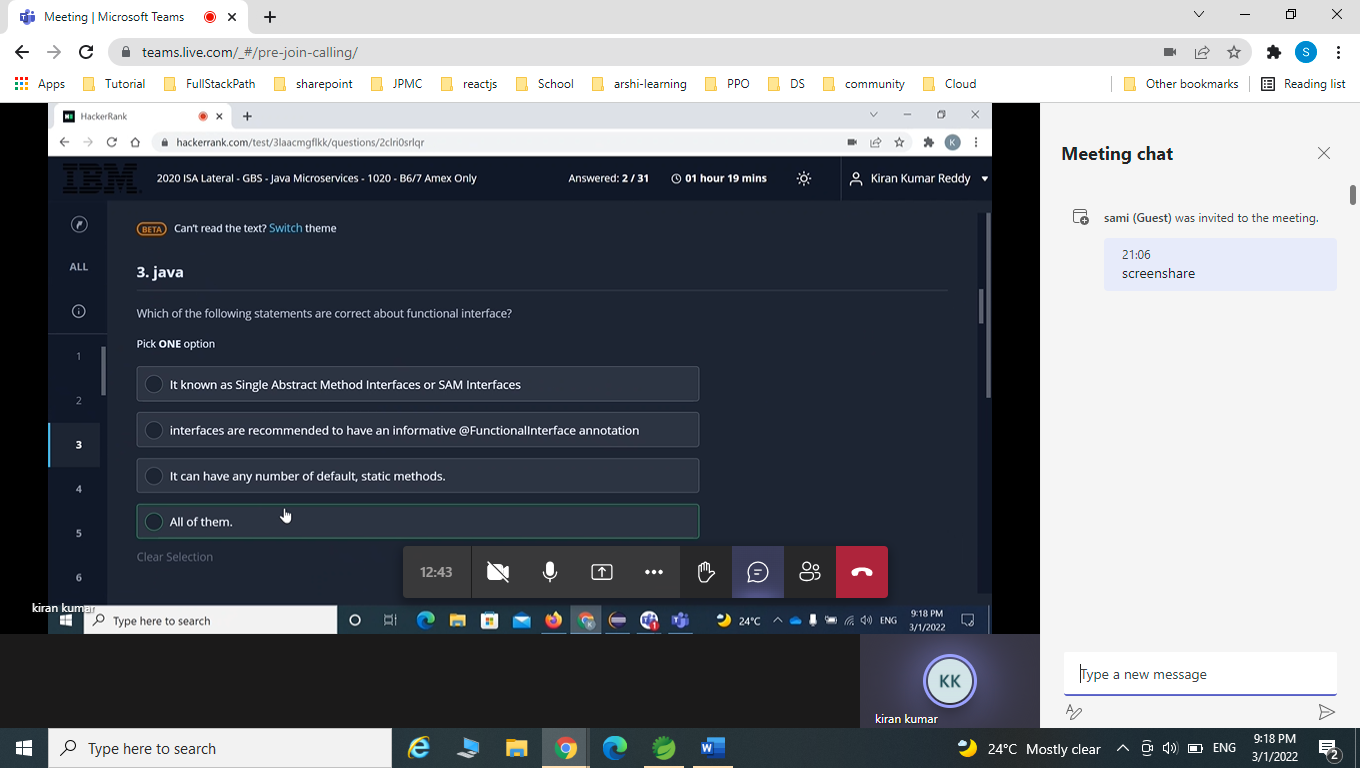 Meeting | Microsoft Teams
teams.live.com/_#/pre-join-calling/
S
Apps Tutorial FullStackPath sharepoint JPMC reactjs School arshi-learning PPO DS community Cloud Other bookmarks Reading list
HackerRank
hackerrank.com/test/3laacmgflkk/questions/2clri0srlqr
K
IBM. 2020 ISA Lateral - GBS - Java Microservices - 1020 - B6/7 Amex Only Answered: 2 / 31 01 hour 19 mins Kiran Kumar Reddy
BETA Can't read the text? Switch theme
ALL
3. java
Which of the following statements are correct about functional interface?
Pick ONE option
1
It known as Single Abstract Method Interfaces or SAM Interfaces
2
interfaces are recommended to have an informative @FunctionalInterface annotation
3
It can have any number of default, static methods.
4
All of them.
5
Clear Selection
6
12:43
kiran kumar
Type here to search
24°C ENG
9:18 PM
3/1/2022
Meeting chat
sami (Guest) was invited to the meeting.
21:06
screenshare
KK
kiran kumar
Type a new message
Type here to search
24°C Mostly clear ENG
9:18 PM
3/1/2022
2